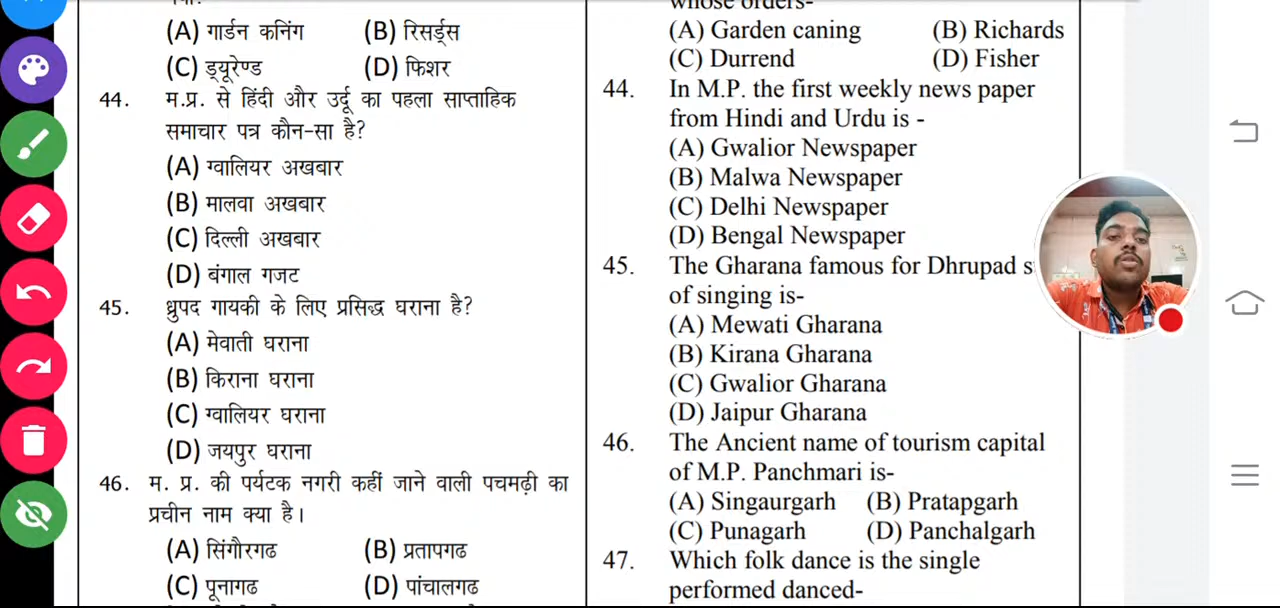 (A) गार्डन कनिंग (B) रिसर्ड्स
(C) ड्यूरेण्ड (D) फिशर
44. म.प्र. से हिंदी और उर्दू का पहला साप्ताहिक
समाचार पत्र कौन-सा है?
(A) ग्वालियर अखबार
(B) मालवा अखबार
(C) दिल्ली अखबार
(D) बंगाल गजट
45. ध्रुपद गायकी के लिए प्रसिद्ध घराना है?
(A) मेवाती घराना
(B) किराना घराना
(C) ग्वालियर घराना
(D) जयपुर घराना
46. म. प्र. की पर्यटक नगरी कहीं जाने वाली पचमढ़ी का
प्रचीन नाम क्या है।
(A) सिंगौरगढ (B) प्रतापगढ
(C) पूनागढ (D) पांचालगढ
whose orders-
(A) Garden caning (B) Richards
(C) Durrend (D) Fisher
44. In M.P. the first weekly news paper
from Hindi and Urdu is -
(A) Gwalior Newspaper
(B) Malwa Newspaper
(C) Delhi Newspaper
(D) Bengal Newspaper
45. The Gharana famous for Dhrupad
of singing is-
(A) Mewati Gharana
(B) Kirana Gharana
(C) Gwalior Gharana
(D) Jaipur Gharana
46. The Ancient name of tourism capital
of M.P. Panchmari is-
(A) Singaurgarh (B) Pratapgarh
(C) Punagarh (D) Panchalgarh
47. Which folk dance is the single
performed danced-